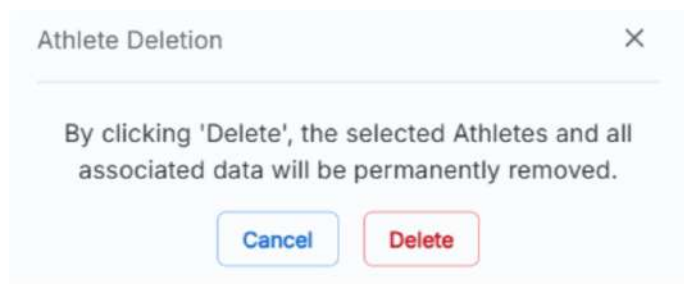 Athlete Deletion
By clicking 'Delete', the selected Athletes and all
associated data will be permanently removed.
Cancel Delete